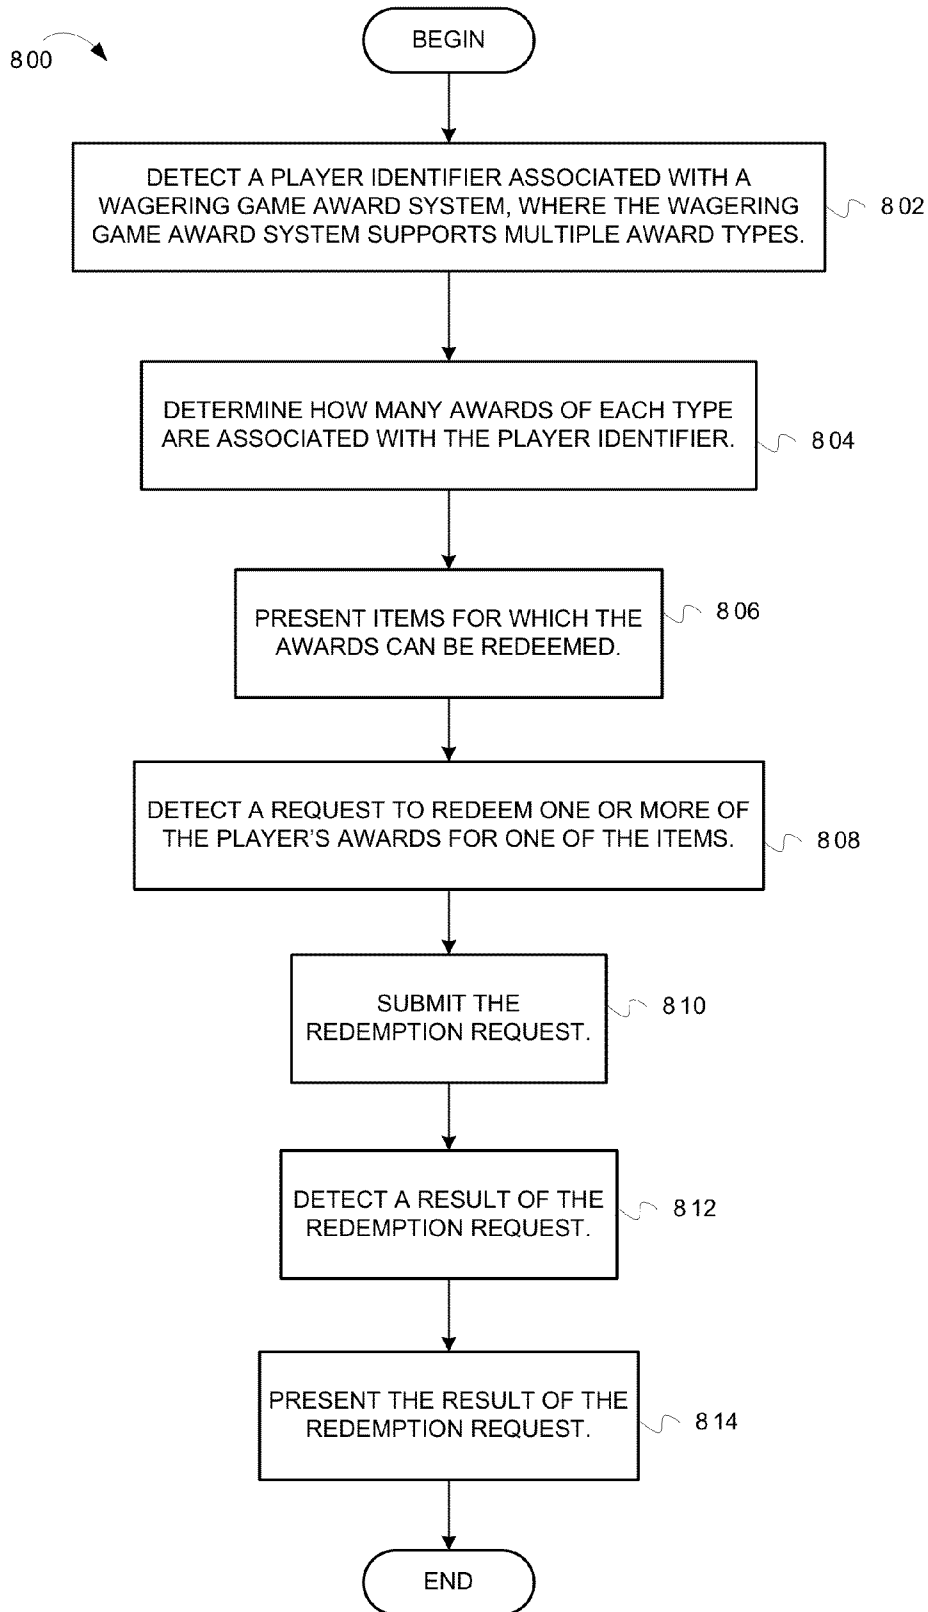 800
BEGIN
DETECT A PLAYER IDENTIFIER ASSOCIATED WITH A
WAGERING GAME AWARD SYSTEM, WHERE THE WAGERING
GAME AWARD SYSTEM SUPPORTS MULTIPLE AWARD TYPES.
802
DETERMINE HOW MANY AWARDS OF EACH TYPE
ARE ASSOCIATED WITH THE PLAYER IDENTIFIER.
804
PRESENT ITEMS FOR WHICH THE
AWARDS CAN BE REDEEMED.
806
DETECT A REQUEST TO REDEEM ONE OR MORE OF
THE PLAYER'S AWARDS FOR ONE OF THE ITEMS.
808
SUBMIT THE
REDEMPTION REQUEST.
810
DETECT A RESULT OF THE
REDEMPTION REQUEST.
812
PRESENT THE RESULT OF THE
REDEMPTION REQUEST.
814
END